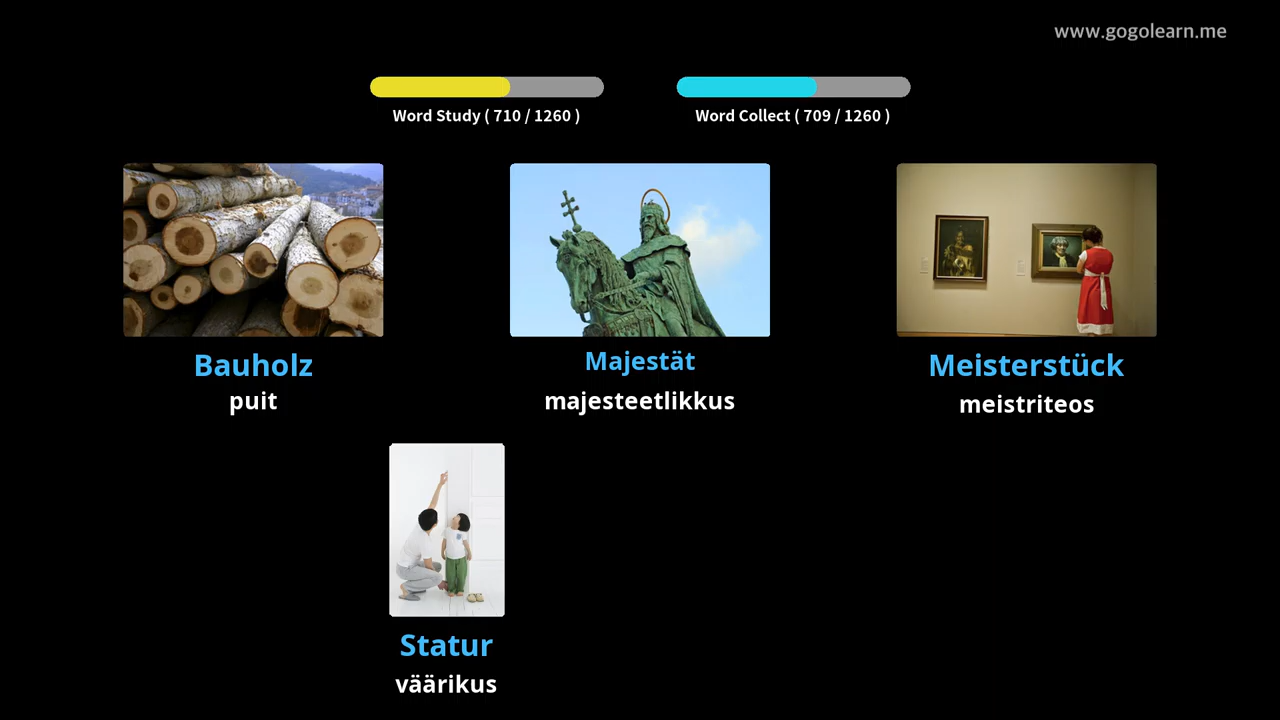 www.gogolearn.me
Word Study ( 710 / 1260 )
Word Collect ( 709 / 1260 )
Bauholz
puit
Majestät
majesteetlikkus
Meisterstück
meistriteos
Statur
väärikus